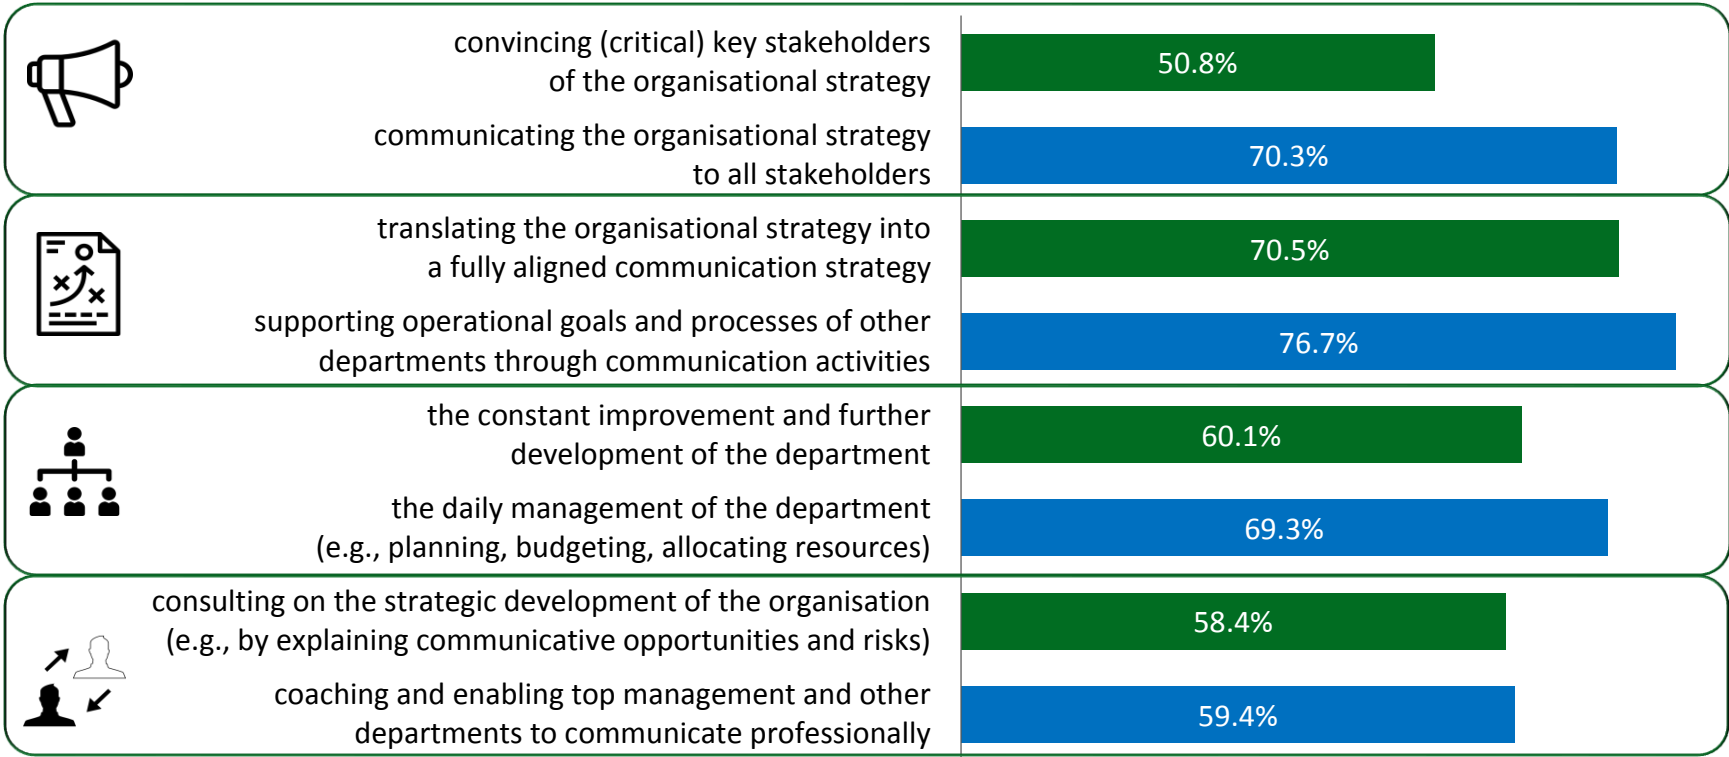 convincing (critical) key stakeholders
of the organisational strategy
50.8%
communicating the organisational strategy
to all stakeholders
70.3%
translating the organisational strategy into
a fully aligned communication strategy
70.5%
supporting operational goals and processes of other
departments through communication activities
76.7%
the constant improvement and further
development of the department
60.1%
the daily management of the department
(e.g., planning, budgeting, allocating resources)
69.3%
consulting on the strategic development of the organisation
(e.g., by explaining communicative opportunities and risks)
58.4%
coaching and enabling top management and other
departments to communicate professionally
59.4%